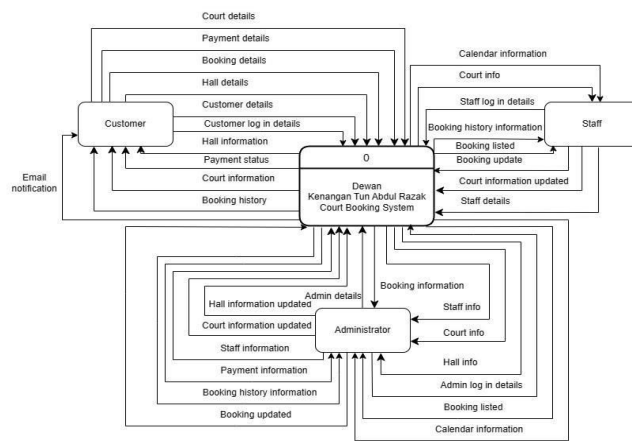 Court details
Payment details
Booking details
Hall details
Customer details
Customer log in details
Hall information
Payment status
Court information
Booking history
Customer
Email
notification
Calendar information
Court info
Staff log in details
Booking history information
Booking listed
Booking update
Court information updated
Staff details
Staff
0
Dewan
Kenangan Tun Abdul Razak
Court Booking System
Admin details
Booking information
Hall information updated
Court information updated
Staff information
Payment information
Booking history information
Booking updated
Administrator
Staff info
Court info
Hall info
Admin log in details
Booking listed
Calendar information